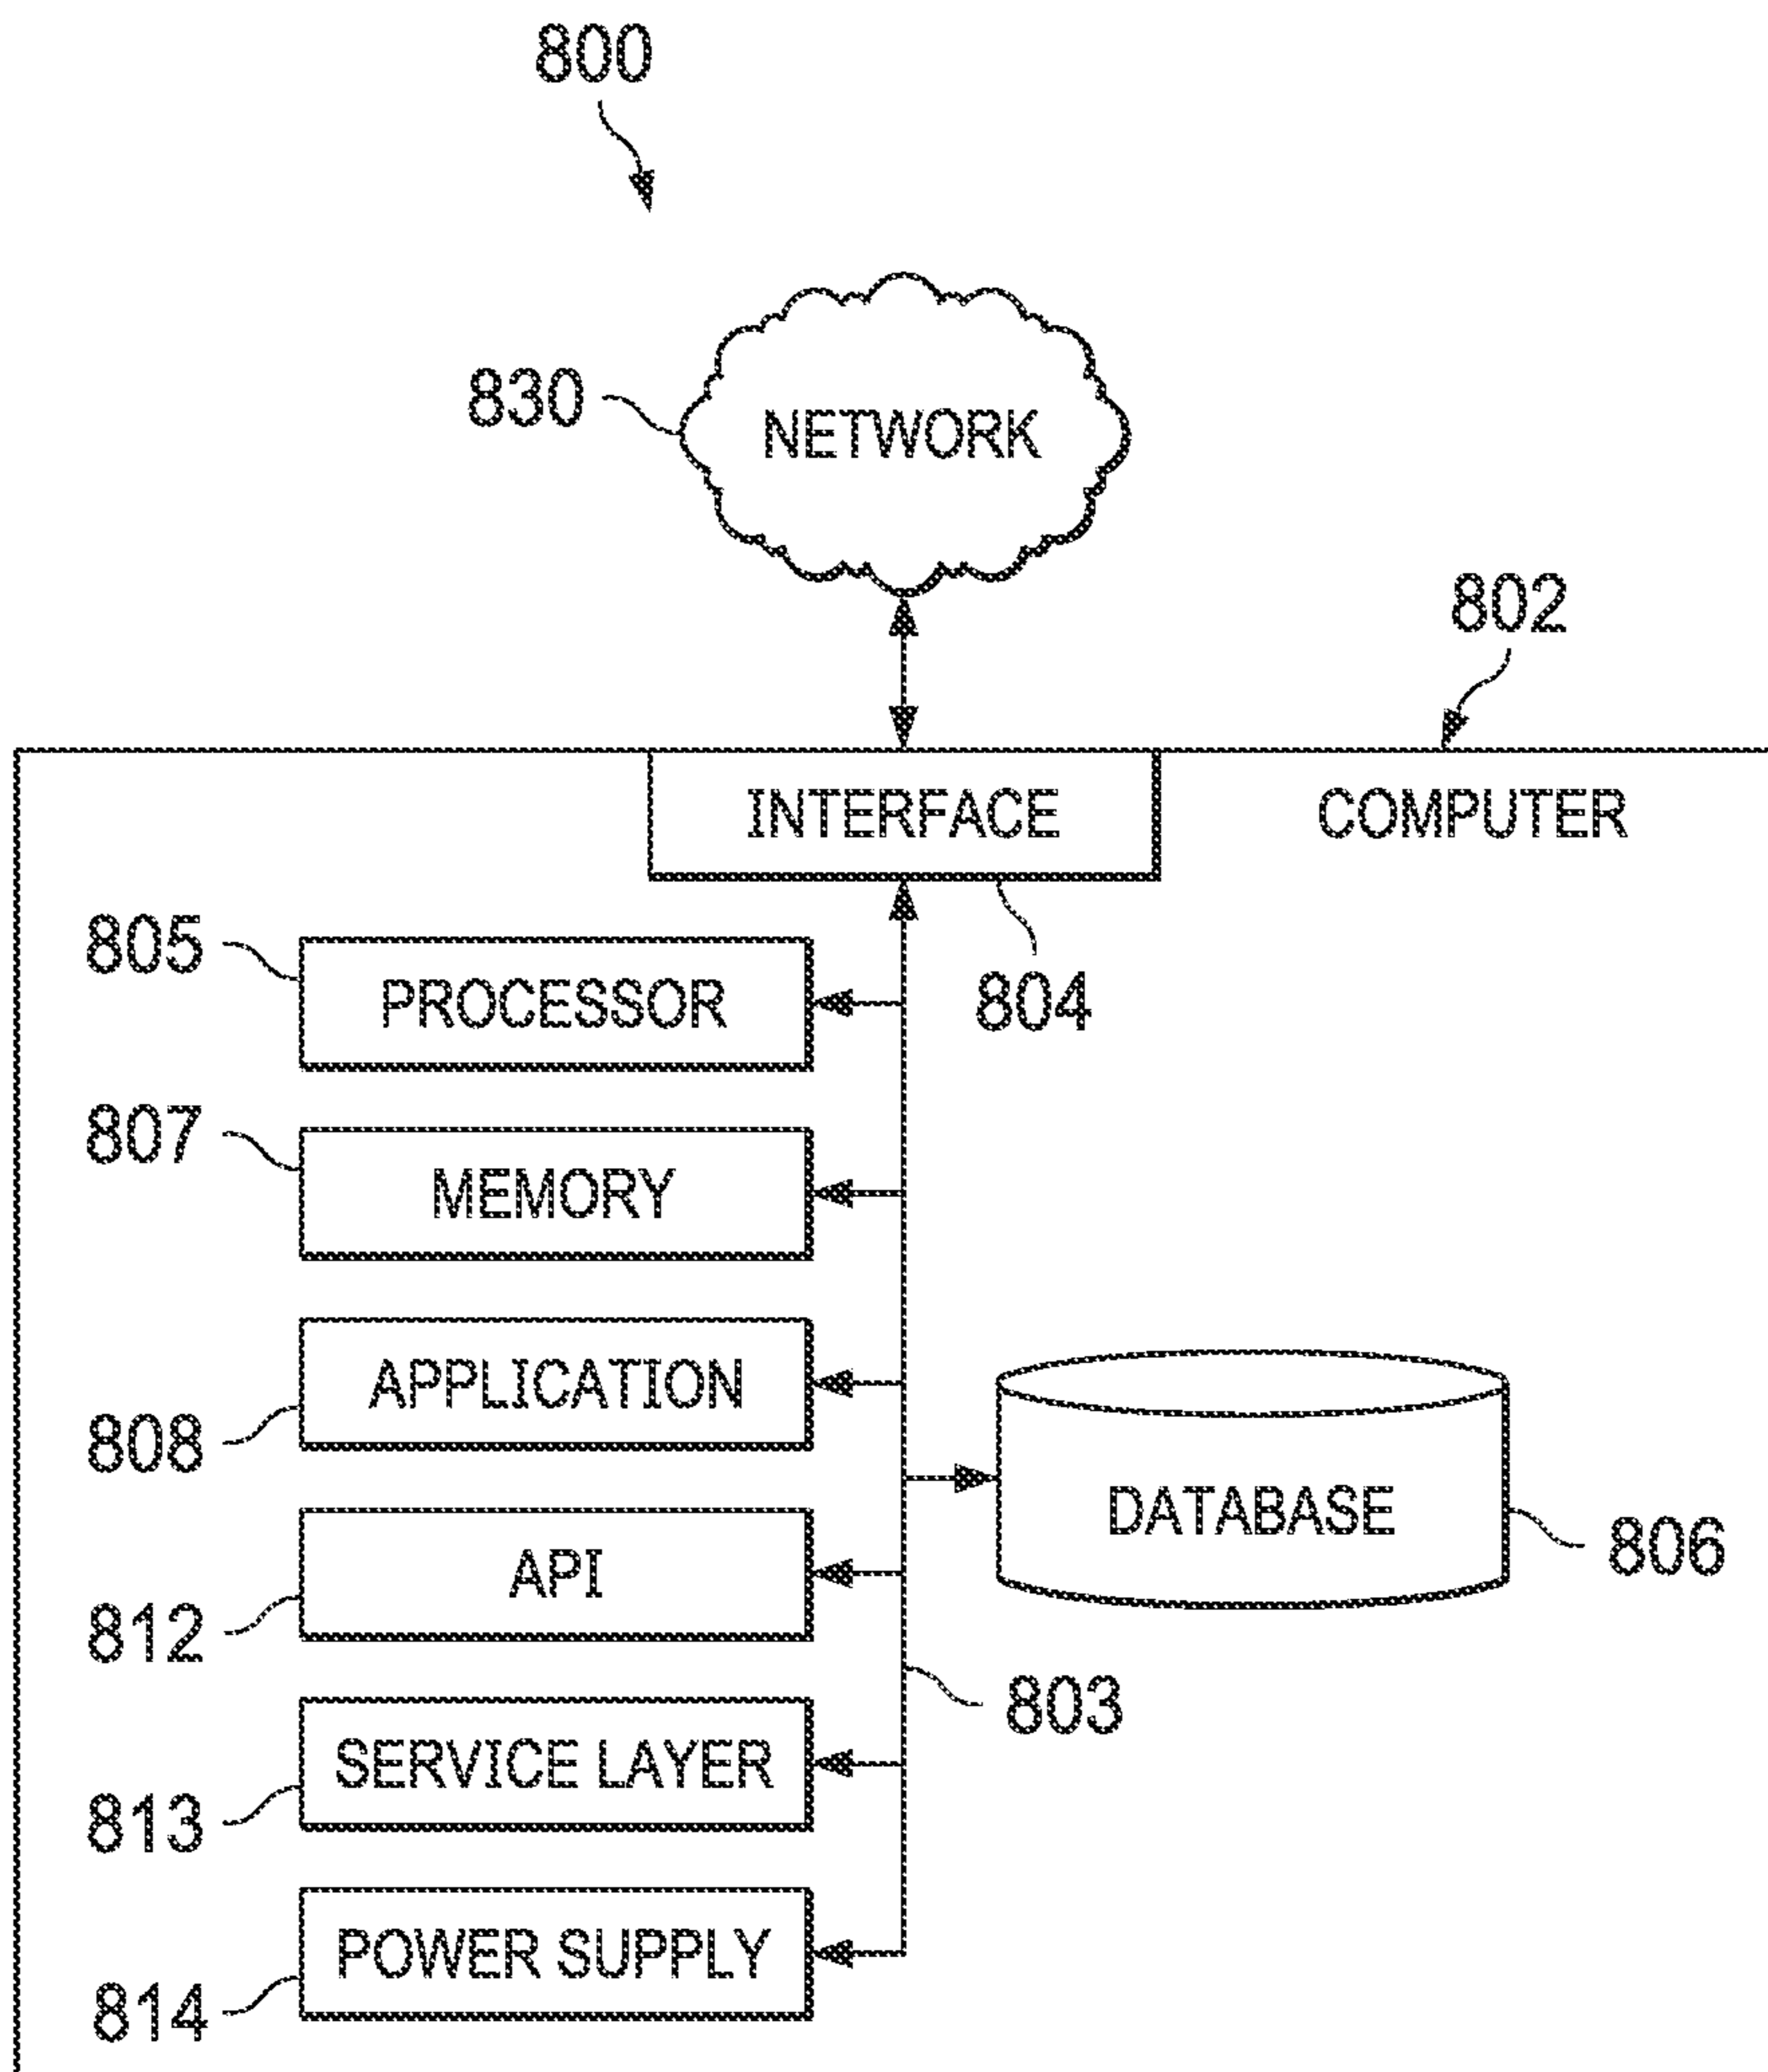 800
830
NETWORK
802
INTERFACE
COMPUTER
805
PROCESSOR
804
807
MEMORY
APPLICATION
808
DATABASE
806
API
812
803
SERVICE LAYER
813
POWER SUPPLY
814